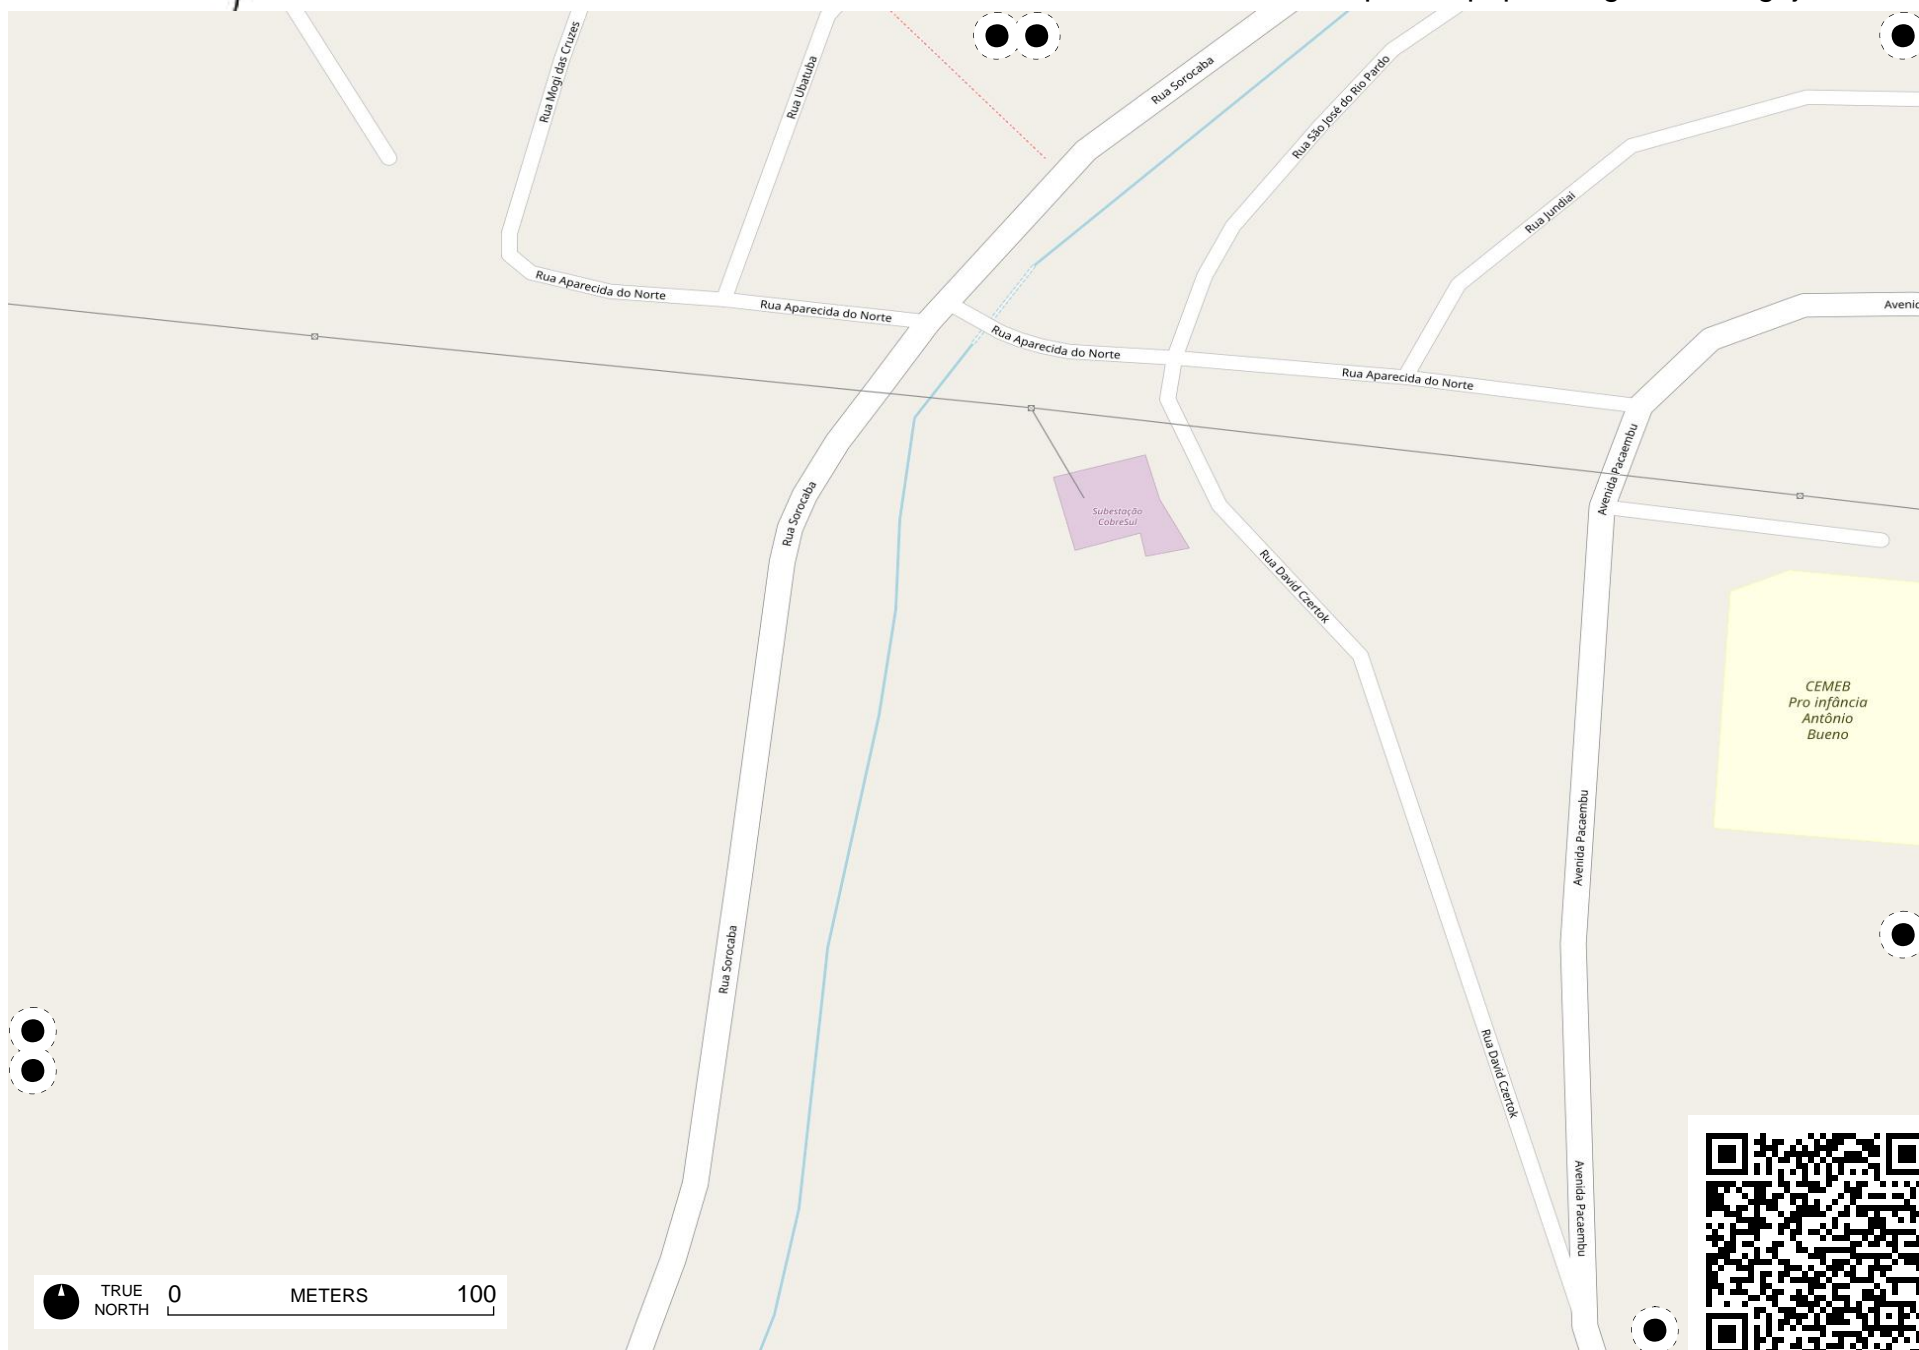 Rua Mogi das Cruzes
Rua Ubatuba
Rua Sorocaba
Rua São José do Rio Pardo
Rua Jundiai
Rua Aparecida do Norte
Rua Aparecida do Norte
Rua Aparecida do Norte
Rua Aparecida do Norte
Avenida Pacaembu
Rua Sorocaba
Subestação
CobreSul
Rua David Czertok
CEMEB
Pro infância
Antônio
Bueno
Avenida Pacaembu
Rua Sorocaba
Rua David Czertok
Avenida Pacaembu
TRUE
NORTH
0 METERS 100